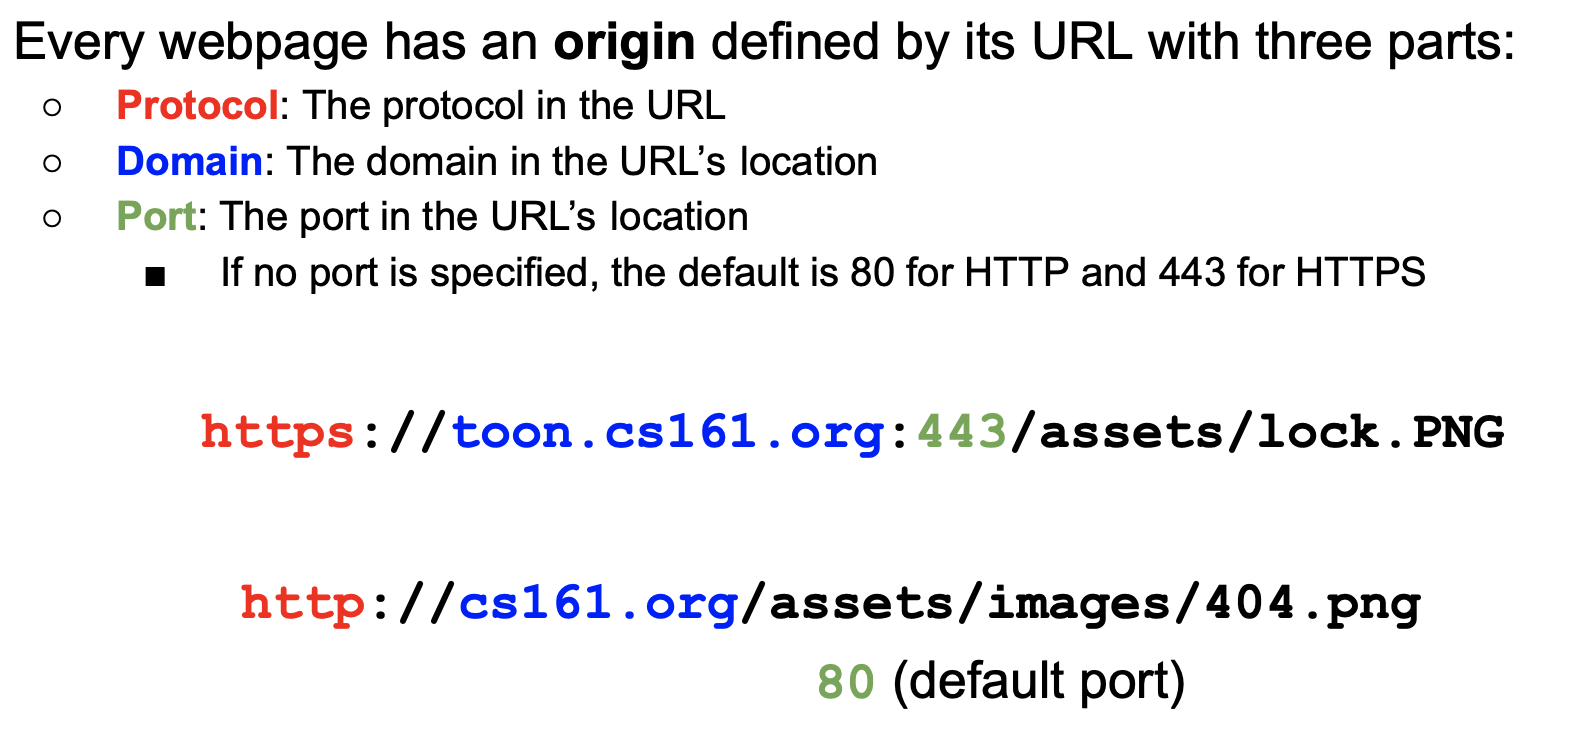 Every webpage has an origin defined by its URL with three parts:
○ Protocol: The protocol in the URL
○ Domain: The domain in the URL’s location
○ Port: The port in the URL’s location
■ If no port is specified, the default is 80 for HTTP and 443 for HTTPS
https://toon.cs161.org:443/assets/lock.PNG
http://cs161.org/assets/images/404.png
80 (default port)